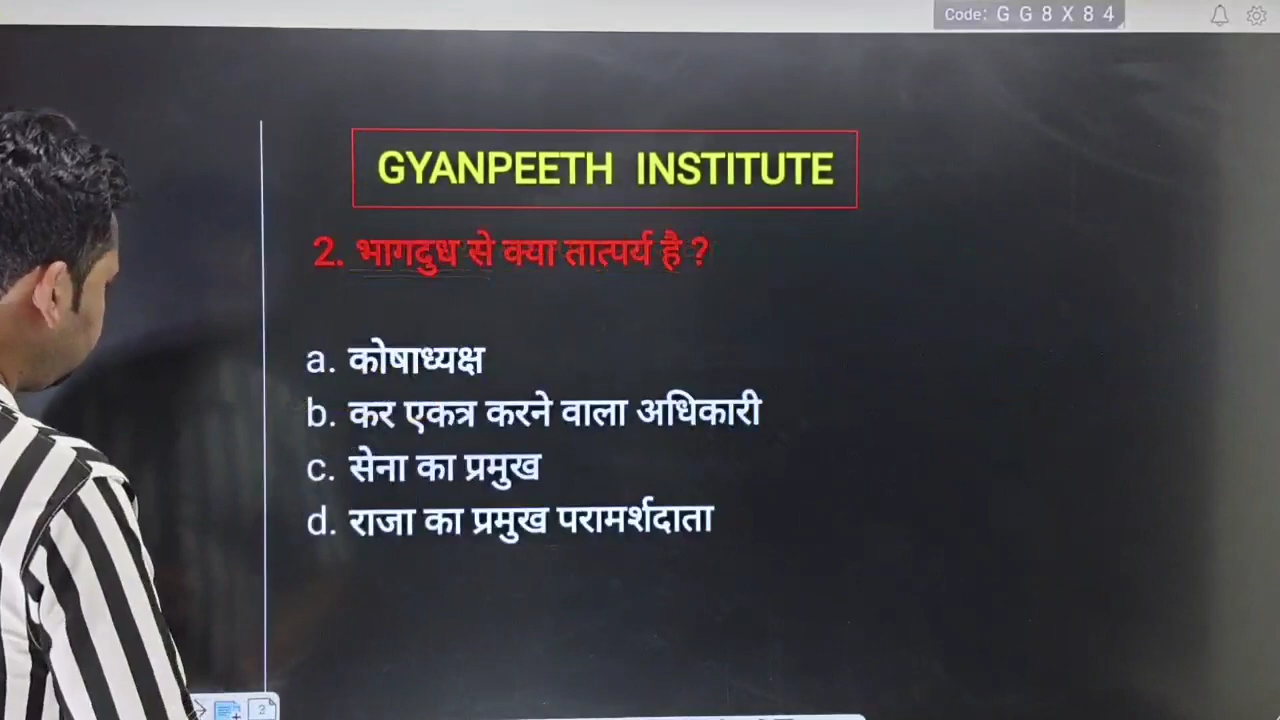 Code: G G 8 X 8 4
GYANPEETH INSTITUTE
2. भागदुध से क्या तात्पर्य है ?
a. कोषाध्यक्ष
b. कर एकत्र करने वाला अधिकारी
c. सेना का प्रमुख
d. राजा का प्रमुख परामर्शदाता
2